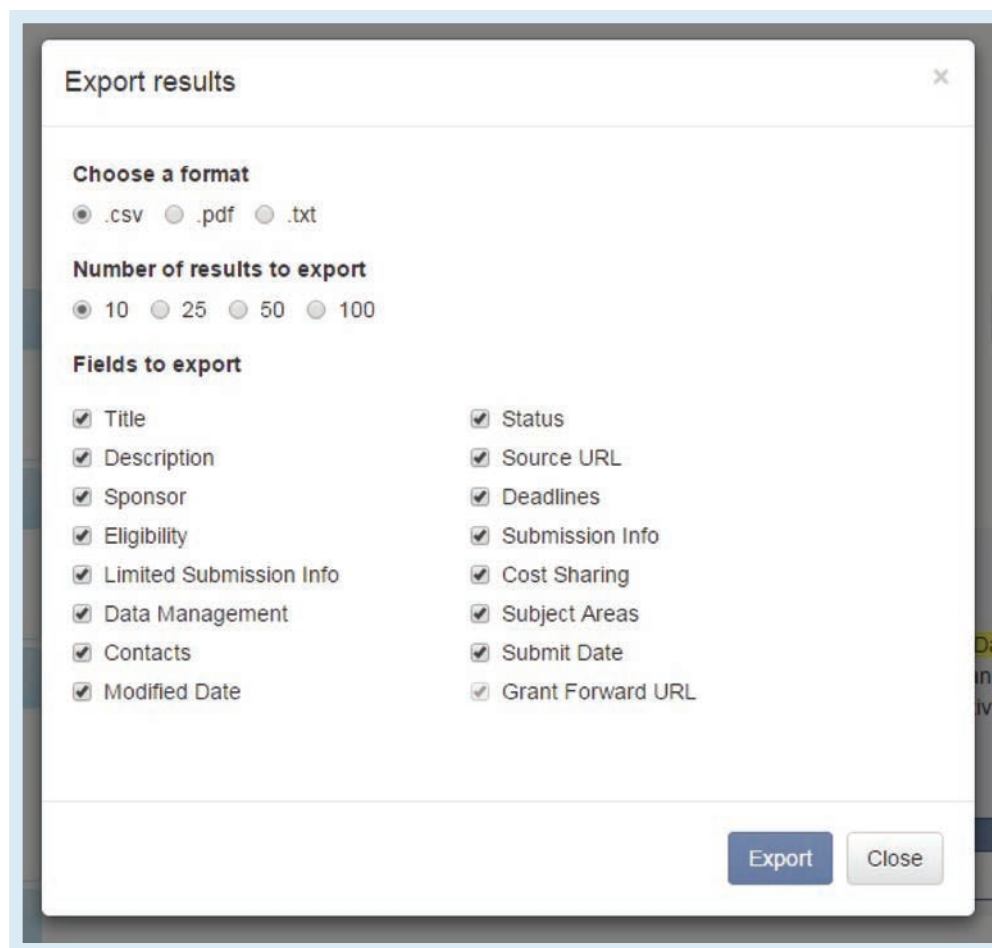 Export results ×
Choose a format
.csv .pdf .txt
Number of results to export
10 25 50 100
Fields to export
Title Status
Description Source URL
Sponsor Deadlines
Eligibility Submission Info
Limited Submission Info Cost Sharing
Data Management Subject Areas
Contacts Submit Date
Modified Date Grant Forward URL
Export Close